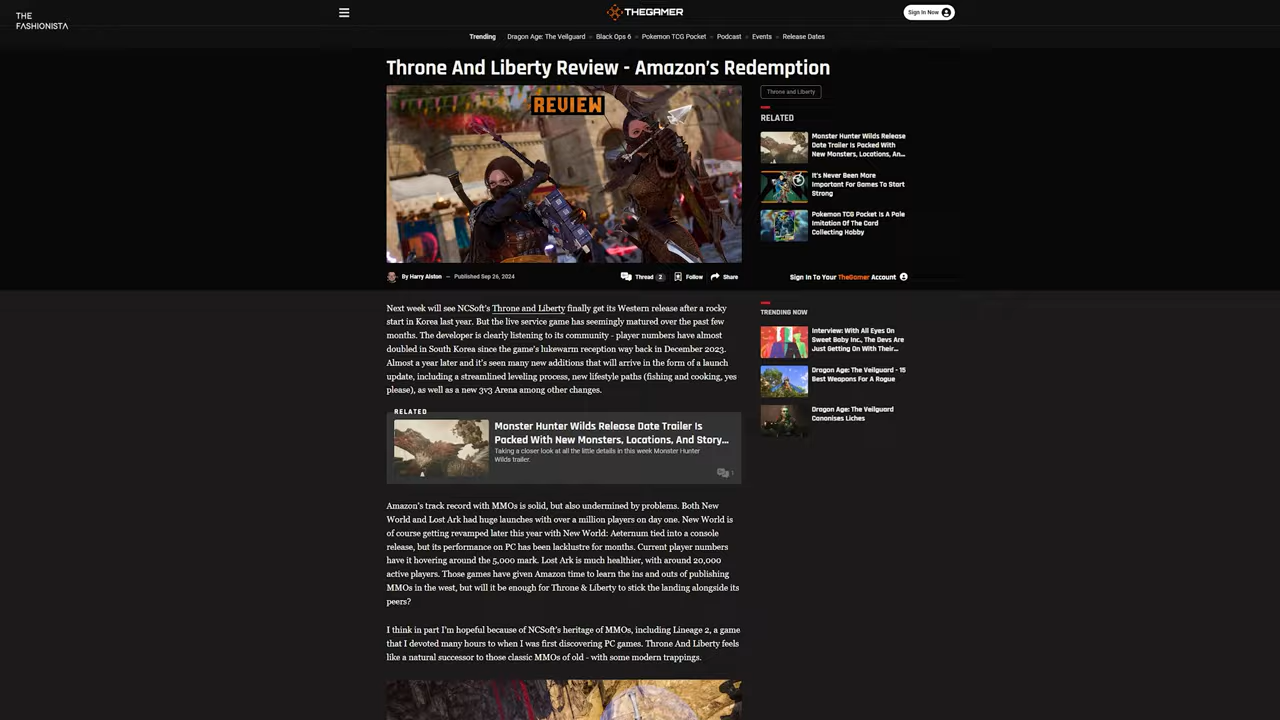 THE
FASHIONISTA
THEGAMER
Sign In Now
Trending
Dragon Age: The Veilguard
Black Ops 6
Pokemon TCG Pocket
Podcast
Events
Release Dates
Throne And Liberty Review - Amazon's Redemption
REVIEW
Throne and Liberty
RELATED
Monster Hunter Wilds Release
Date Trailer Is Packed With
New Monsters, Locations, An...
It's Never Been More
Important For Games To Start
Strong
Pokemon TCG Pocket Is A Pale
Imitation Of The Card
Collecting Hobby
By Harry Alston — Published Sep 26, 2024
Thread 2
Follow
Share
Sign In To Your TheGamer Account
Next week will see NCSoft's Throne and Liberty finally get its Western release after a rocky
start in Korea last year. But the live service game has seemingly matured over the past few
months. The developer is clearly listening to its community - player numbers have almost
doubled in South Korea since the game's lukewarm reception way back in December 2023.
Almost a year later and it's seen many new additions that will arrive in the form of a launch
update, including a streamlined leveling process, new lifestyle paths (fishing and cooking, yes
please), as well as a new 3v3 Arena among other changes.
TRENDING NOW
Interview: With All Eyes On
Sweet Baby Inc., The Devs Are
Just Getting On With Their...
Dragon Age: The Veilguard - 15
Best Weapons For A Rogue
Dragon Age: The Veilguard
Canonises Liches
RELATED
Monster Hunter Wilds Release Date Trailer Is
Packed With New Monsters, Locations, And Story...
Taking a closer look at all the little details in this week Monster Hunter
Wilds trailer.
1
Amazon's track record with MMOs is solid, but also undermined by problems. Both New
World and Lost Ark had huge launches with over a million players on day one. New World is
of course getting revamped later this year with New World: Aeternum tied into a console
release, but its performance on PC has been lacklustre for months. Current player numbers
have it hovering around the 5,000 mark. Lost Ark is much healthier, with around 20,000
active players. Those games have given Amazon time to learn the ins and outs of publishing
MMOs in the west, but will it be enough for Throne & Liberty to stick the landing alongside its
peers?
I think in part I'm hopeful because of NCSoft's heritage of MMOs, including Lineage 2, a game
that I devoted many hours to when I was first discovering PC games. Throne And Liberty feels
like a natural successor to those classic MMOs of old - with some modern trappings.